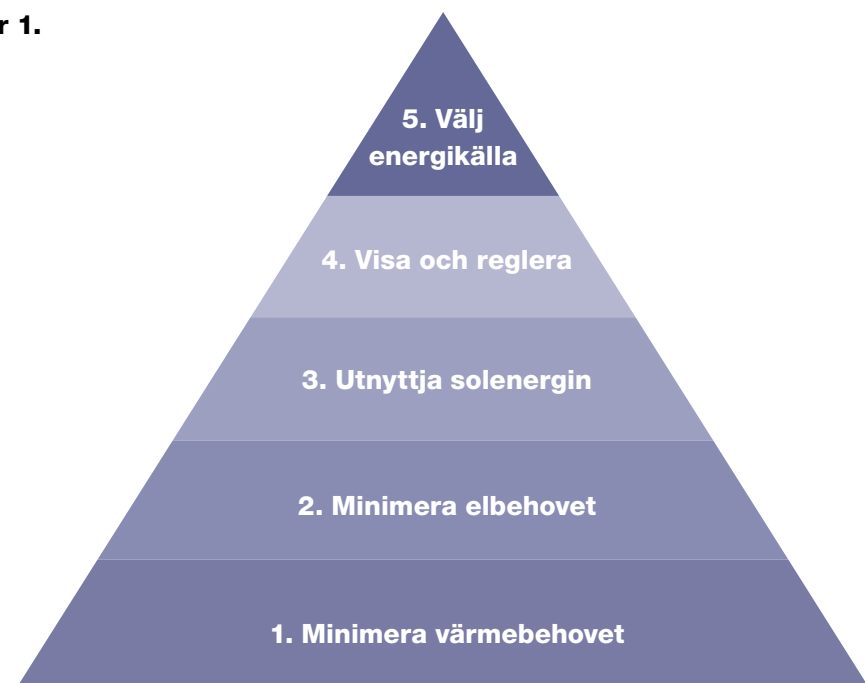 r 1.
5. Välj
energikälla
4. Visa och reglera
3. Utnyttja solenergin
2. Minimera elbehovet
1. Minimera värmebehovet